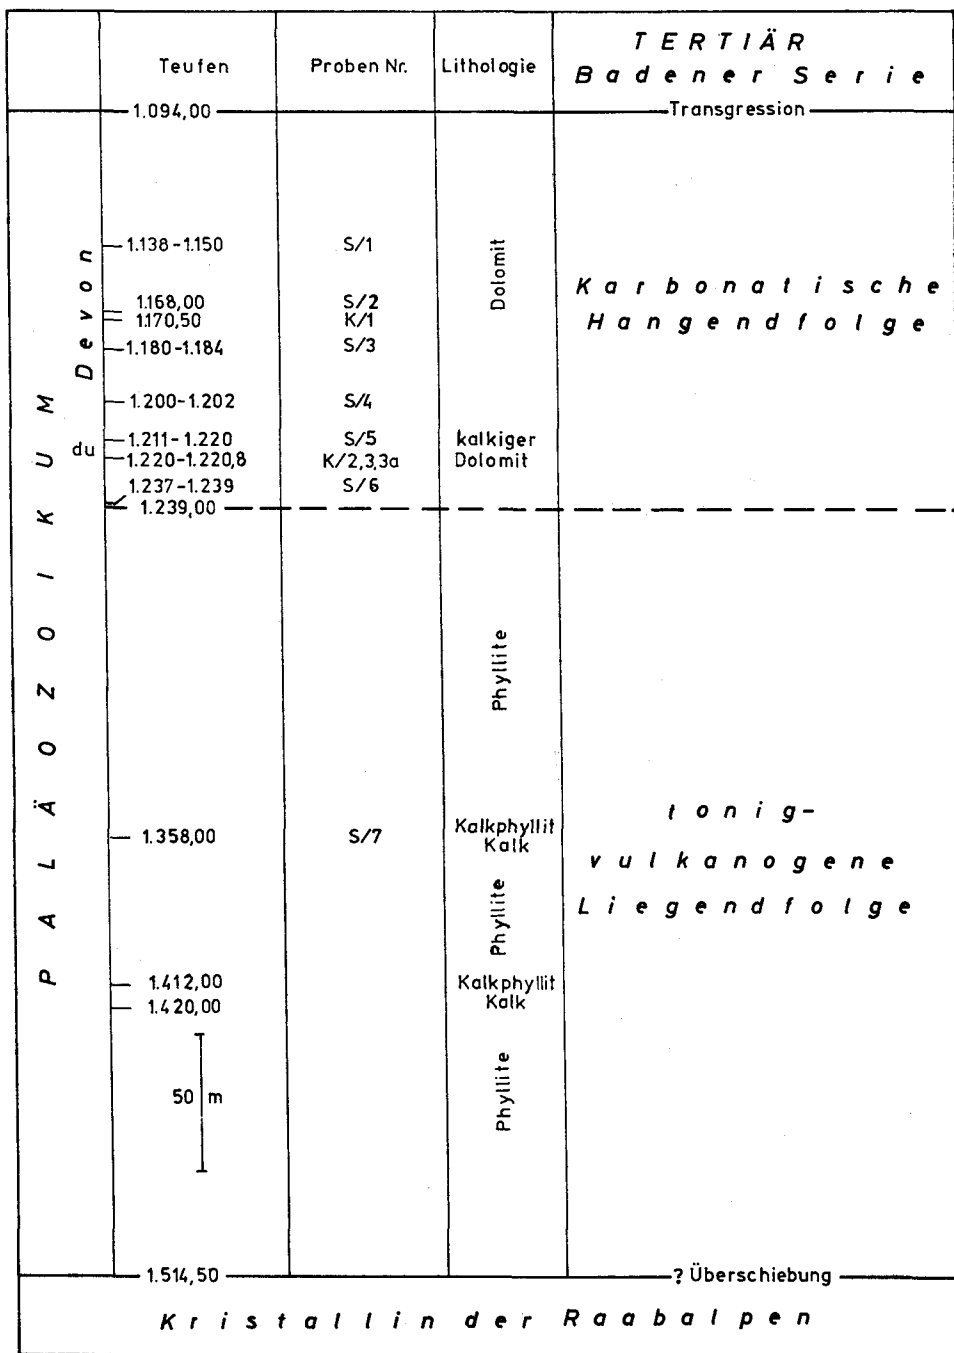 Teufen
Proben Nr.
Lithologie
TERTIÄR
Badener Serie
1.094,00
Transgression
PALÄOZOIKUM
Devon
du
1.138-1.150 S/1
Dolomit
1.168,00 S/2
1.170,50 K/1
1.180-1.184 S/3
Karbonatische
Hangendfolge
1.200-1.202 S/4
1.211-1.220 S/5 kalkiger
1.220-1.220,8 K/2,3,3a Dolomit
1.237-1.239 S/6
1.239,00
Phyllite
1.358,00 S/7 Kalkphyllit
Kalk
tonig-
vulkanogene
Liegendfolge
Phyllite
1.412,00 Kalkphyllit
1.420,00 Kalk
50 m
Phyllite
1.514,50 ? Überschiebung
Kristallin der Raabalpen